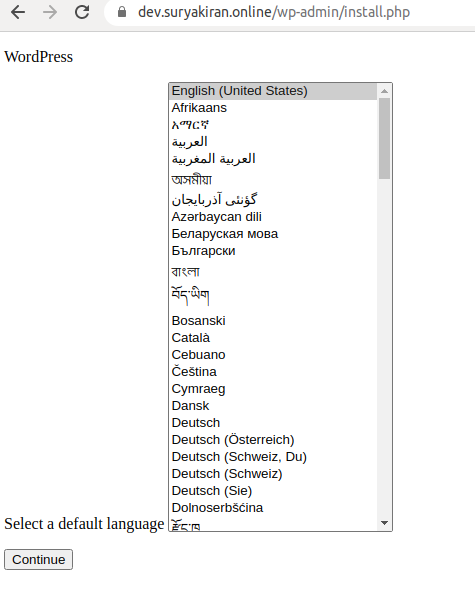 dev.suryakiran.online/wp-admin/install.php
WordPress
English (United States)
Afrikaans
አማርኛ
العربية
العربية المغربية
অসমীয়া
گؤنئی آذربایجان
Azərbaycan dili
Беларуская мова
Български
বাংলা
བོད་ཡིག
Bosanski
Català
Cebuano
Čeština
Cymraeg
Dansk
Deutsch
Deutsch (Österreich)
Deutsch (Schweiz, Du)
Deutsch (Schweiz)
Deutsch (Sie)
Dolnoserbšćina
Select a default language
རྫོང་ཁ
Continue